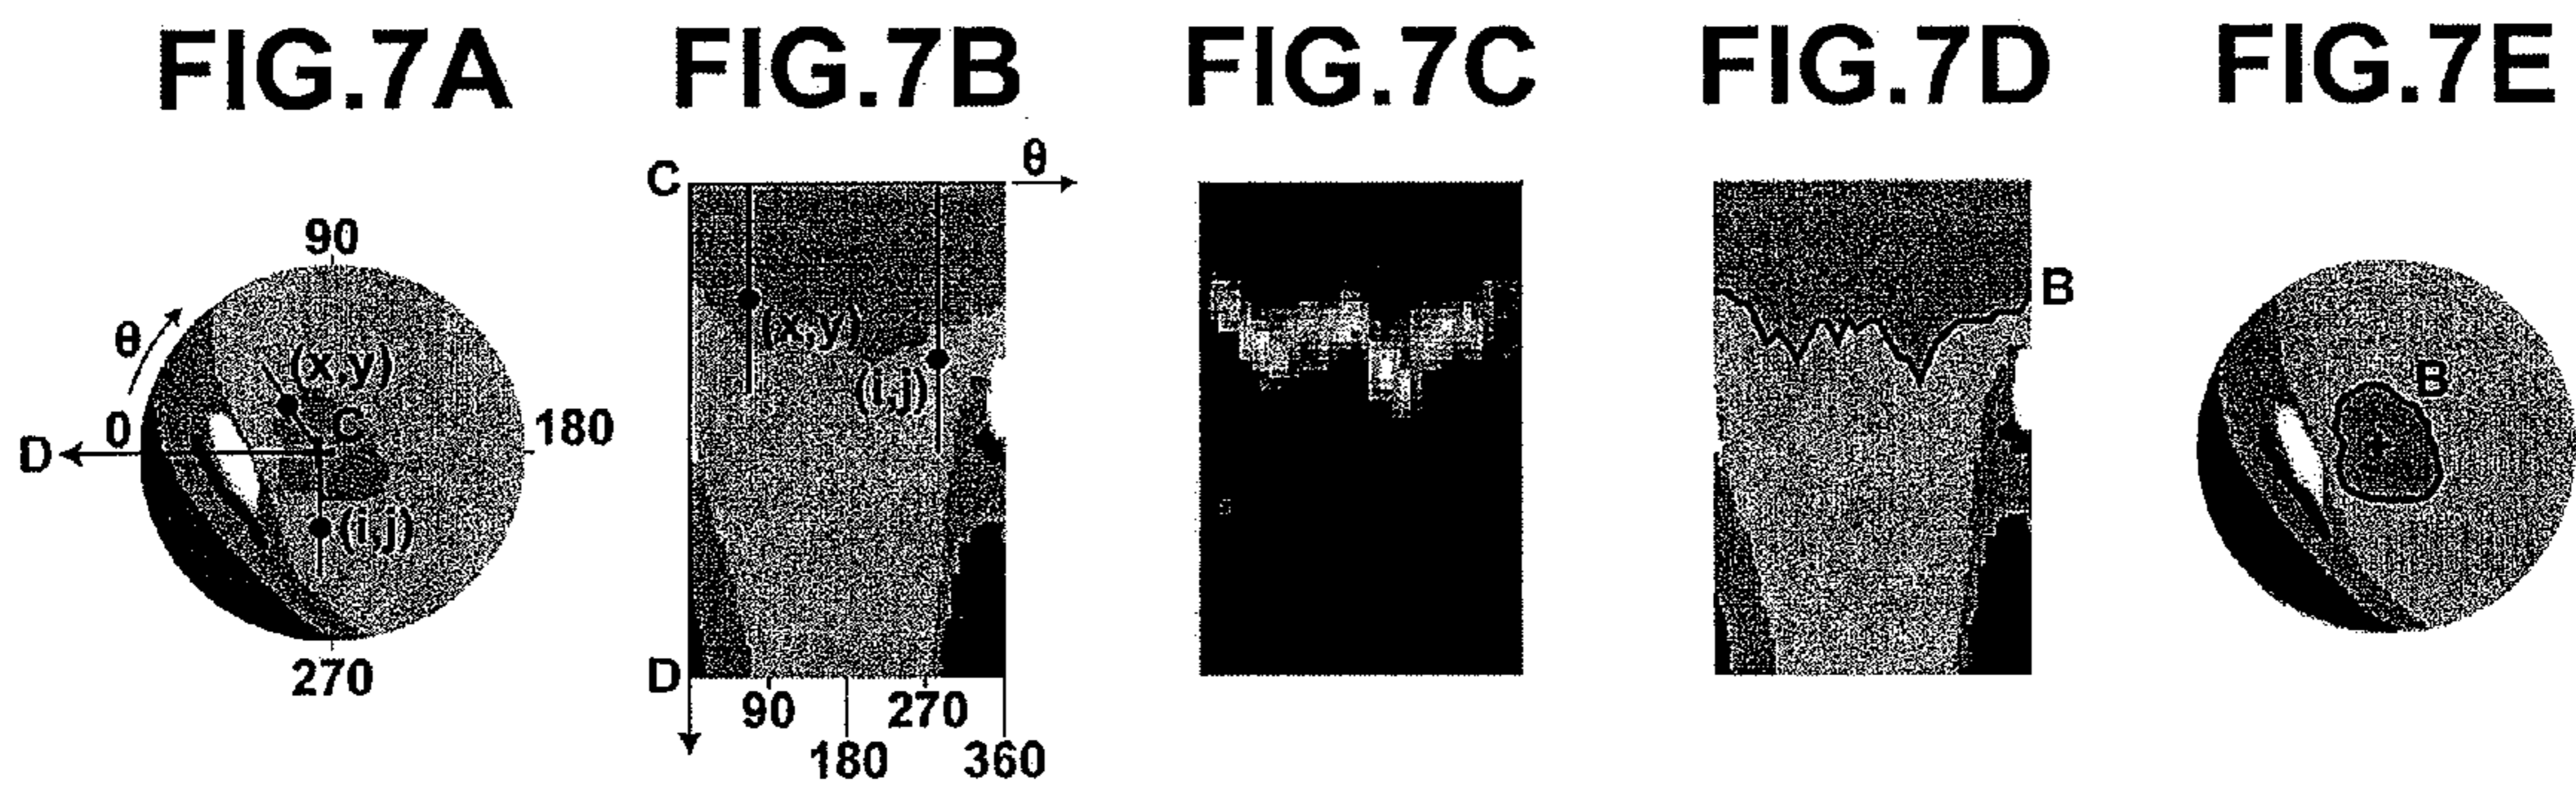 FIG.7A FIG.7B FIG.7C FIG.7D FIG.7E
90
θ
(x,y)
C
0
D
180
(i,j)
270
C
θ
(x,y)
(i,j)
D
90
270
180
360
B
B